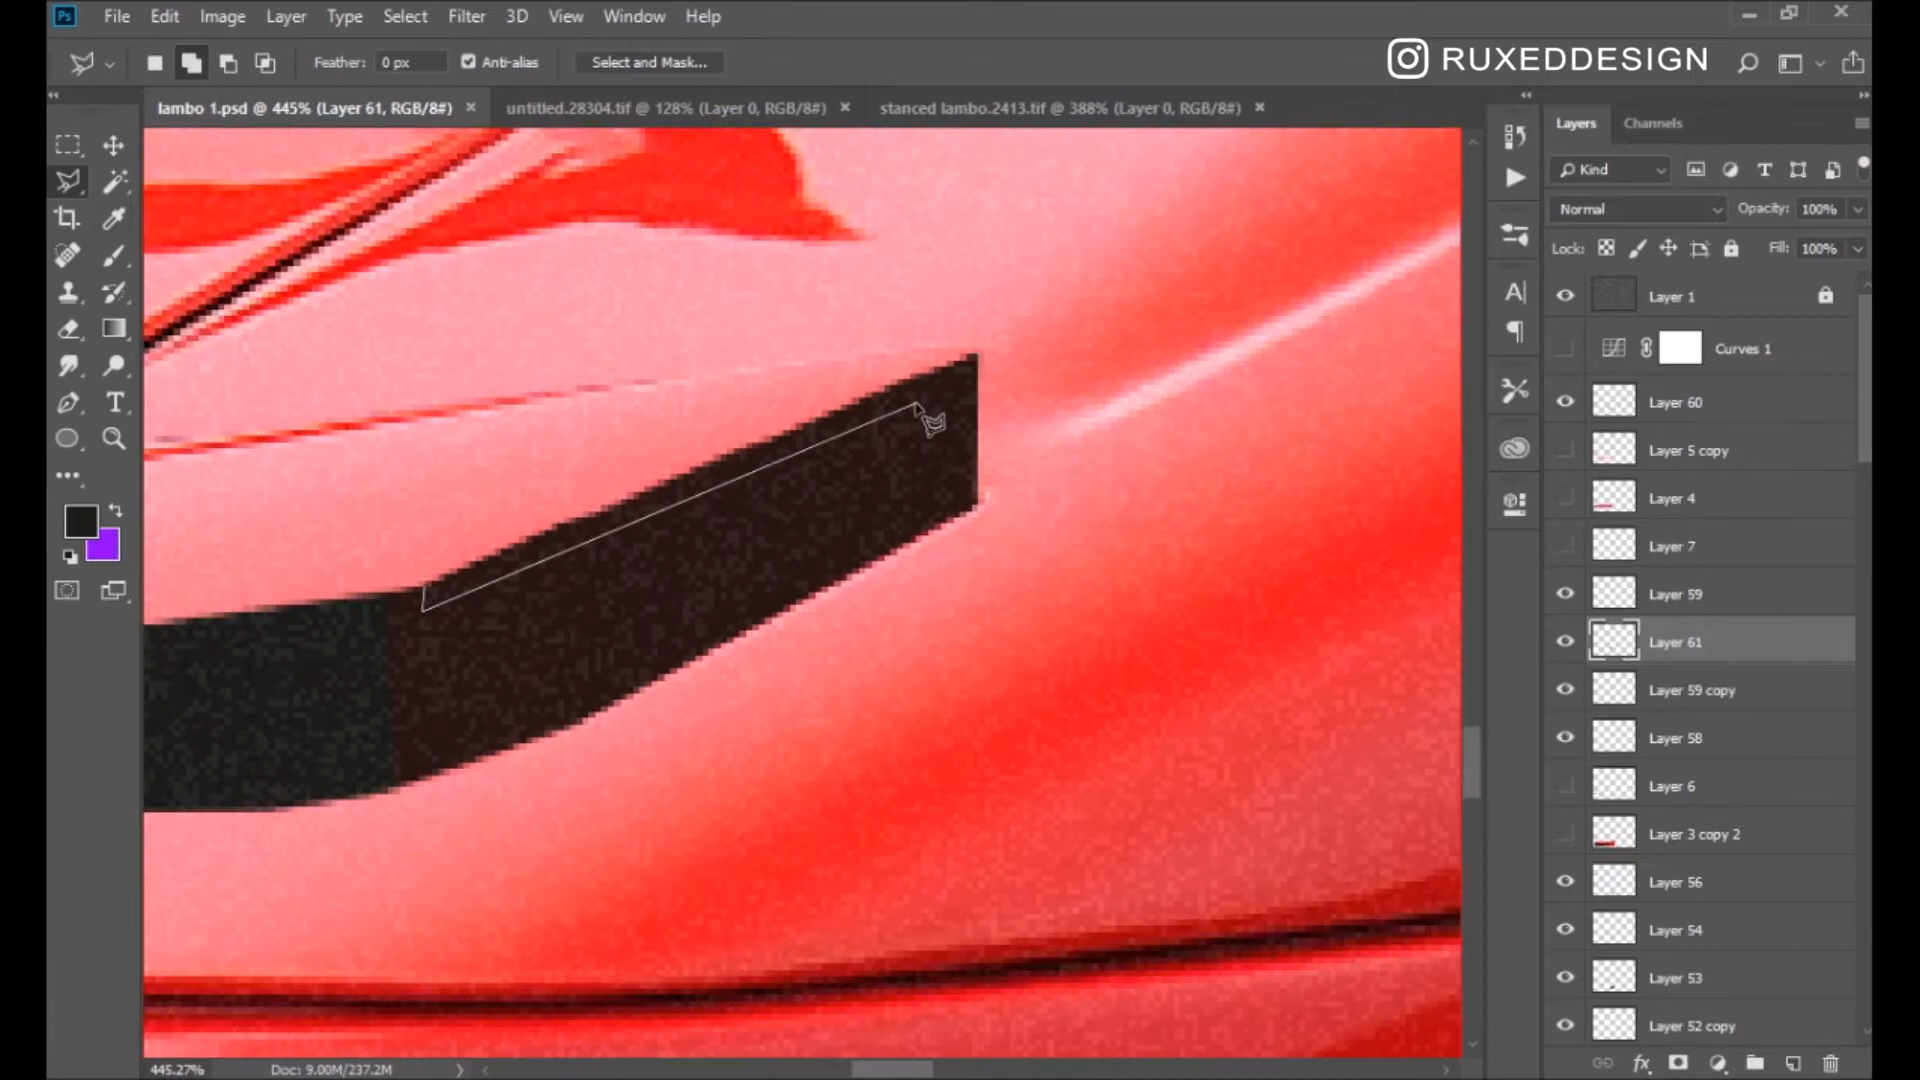 Ps File Edit Image Layer Type Select Filter 3D View Window Help
Feather: 0 px Anti-alias Select and Mask... RUXEDDESIGN
lambo 1.psd @ 445% (Layer 61, RGB/8#) × untitled.28304.tif @ 128% (Layer 0, RGB/8#) × stanced lambo.2413.tif @ 388% (Layer 0, RGB/8#) ×
Layers Channels
Kind
Normal Opacity: 100%
Lock: Fill: 100%
Layer 1
Curves 1
Layer 60
Layer 5 copy
Layer 4
Layer 7
Layer 59
Layer 61
Layer 59 copy
Layer 58
Layer 6
Layer 3 copy 2
Layer 56
Layer 54
Layer 53
Layer 52 copy
445.27% Doc: 9.00M/237.2M